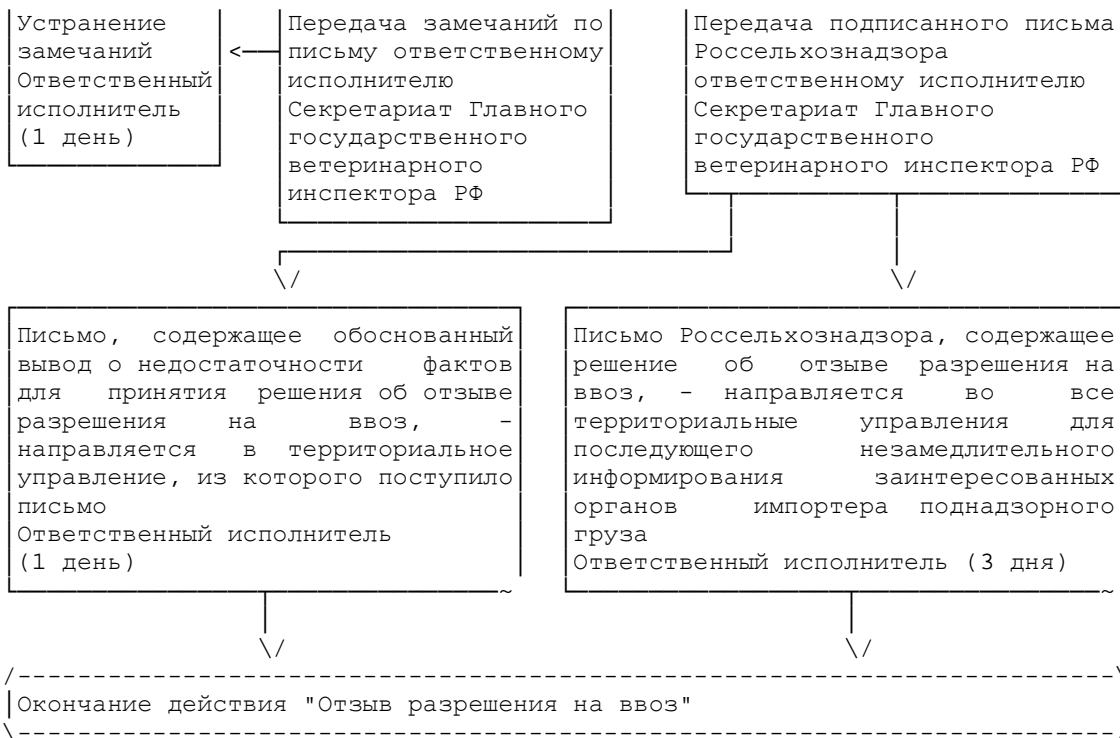 Устранение
замечаний
Ответственный
исполнитель
(1 день)
Передача замечаний по
письму ответственному
исполнителю
Секретариат Главного
государственного
ветеринарного
инспектора РФ
Передача подписанного письма
Россельхознадзора
ответственному исполнителю
Секретариат Главного
государственного
ветеринарного инспектора РФ
Письмо, содержащее обоснованный
вывод о недостаточности фактов
для принятия решения об отзыве
разрешения на ввоз, -
направляется в территориальное
управление, из которого поступило
письмо
Ответственный исполнитель
(1 день)
Письмо Россельхознадзора, содержащее
решение об отзыве разрешения на
ввоз, - направляется во все
территориальные управления для
последующего незамедлительного
информирования заинтересованных
органов импортера поднадзорного
груза
Ответственный исполнитель (3 дня)
Окончание действия "Отзыв разрешения на ввоз"